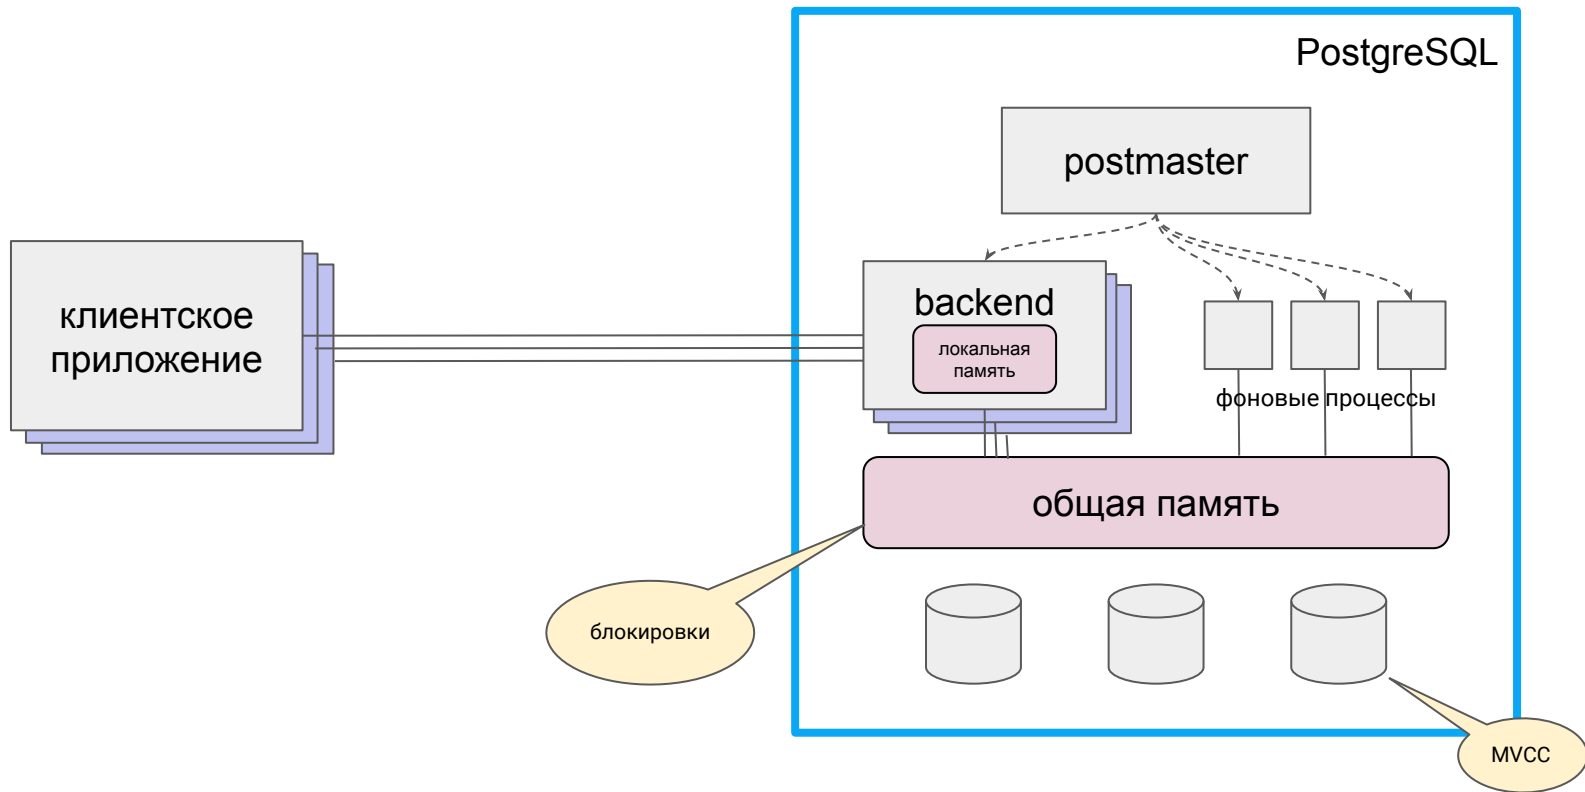 PostgreSQL
postmaster
клиентское
приложение
backend
локальная
память
фоновые процессы
общая память
блокировки
MVCC